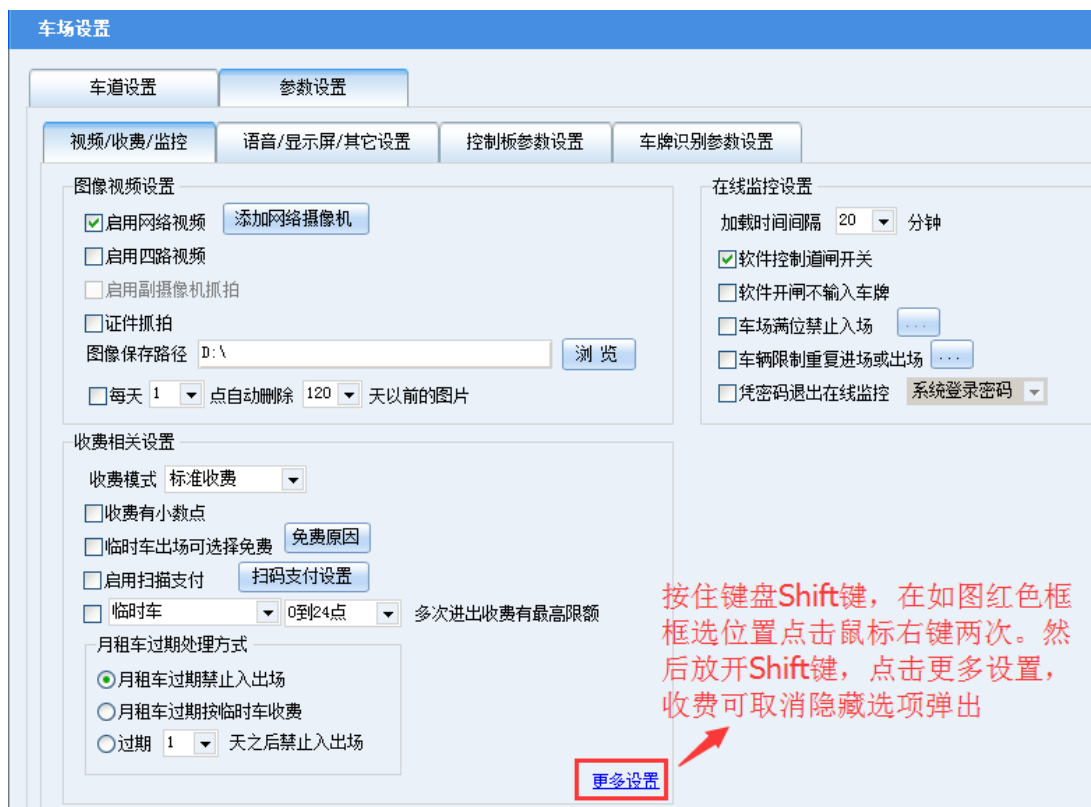 车场设置
车道设置 参数设置
视频/收费/监控 语音/显示屏/其它设置 控制板参数设置 车牌识别参数设置
图像视频设置
启用网络视频 添加网络摄像机
启用四路视频
启用副摄像机抓拍
证件抓拍
图像保存路径 D:\ 浏 览
每天 1 点自动删除 120 天以前的图片
在线监控设置
加载时间间隔 20 分钟
软件控制道闸开关
软件开闸不输入车牌
车场满位禁止入场 ...
车辆限制重复进场或出场 ...
凭密码退出在线监控 系统登录密码
收费相关设置
收费模式 标准收费
收费有小数点
临时车出场可选择免费 免费原因
启用扫描支付 扫码支付设置
临时车 0到24点 多次进出收费有最高限额
月租车过期处理方式
月租车过期禁止入出场
月租车过期按临时车收费
过期 1 天之后禁止入出场
更多设置
按住键盘Shift键，在如图红色框
框选位置点击鼠标右键两次。然
后放开Shift键，点击更多设置，
收费可取消隐藏选项弹出